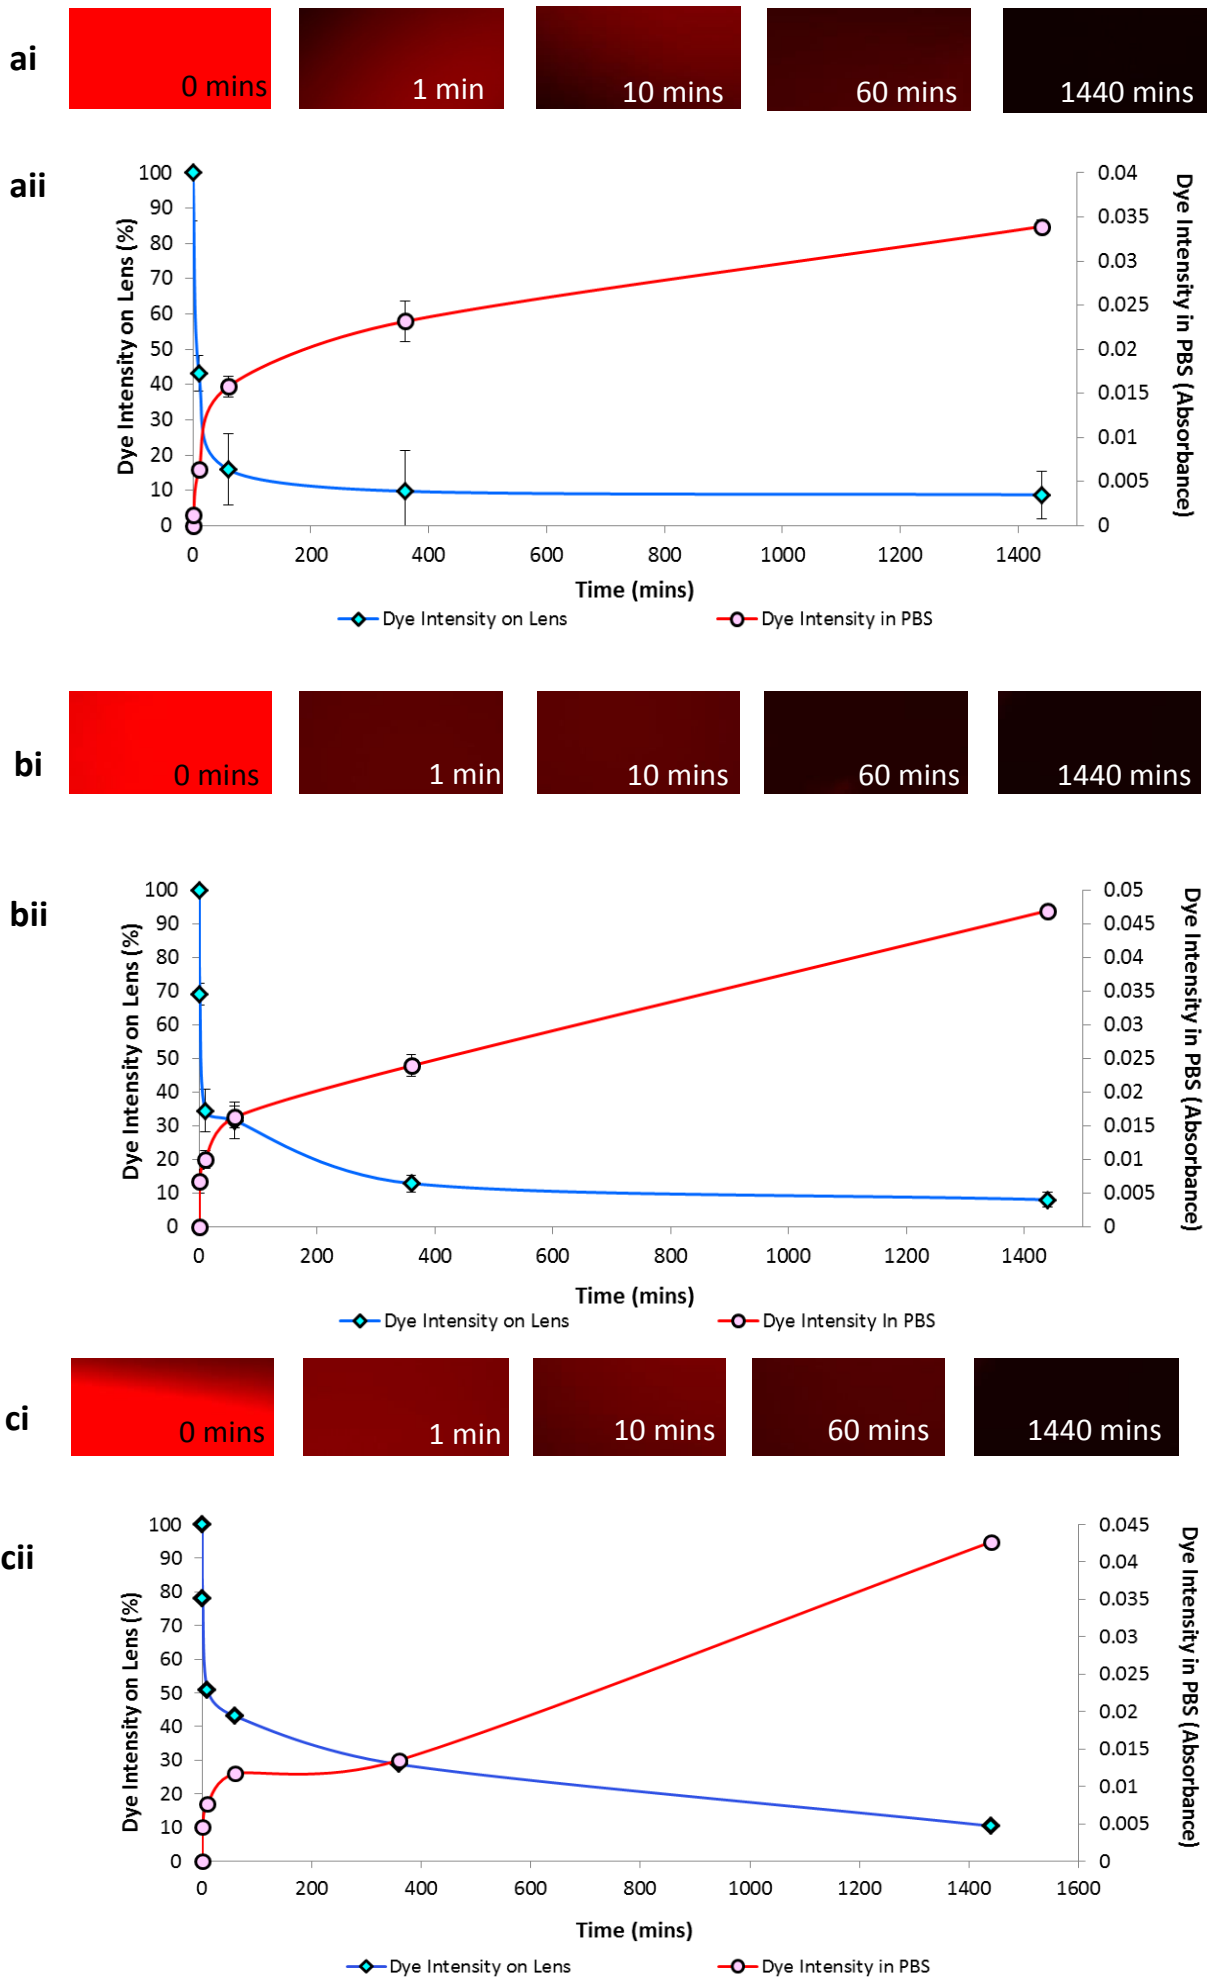 ai
0 mins
1 min
10 mins
60 mins
1440 mins
aii
Dye Intensity on Lens (%)
100
90
80
70
60
50
40
30
20
10
0
0.04
0.035
0.03
0.025
0.02
0.015
0.01
0.005
0
Dye Intensity in PBS (Absorbance)
0 200 400 600 800 1000 1200 1400
Time (mins)
Dye Intensity on Lens
Dye Intensity in PBS
bi
0 mins
1 min
10 mins
60 mins
1440 mins
bii
Dye Intensity on Lens (%)
100
90
80
70
60
50
40
30
20
10
0
0.05
0.045
0.04
0.035
0.03
0.025
0.02
0.015
0.01
0.005
0
Dye Intensity in PBS (Absorbance)
0 200 400 600 800 1000 1200 1400
Time (mins)
Dye Intensity on Lens
Dye Intensity In PBS
ci
0 mins
1 min
10 mins
60 mins
1440 mins
cii
Dye Intensity on Lens (%)
100
90
80
70
60
50
40
30
20
10
0
0.045
0.04
0.035
0.03
0.025
0.02
0.015
0.01
0.005
0
Dye Intensity in PBS (Absorbance)
0 200 400 600 800 1000 1200 1400 1600
Time (mins)
Dye Intensity on Lens
Dye Intensity in PBS